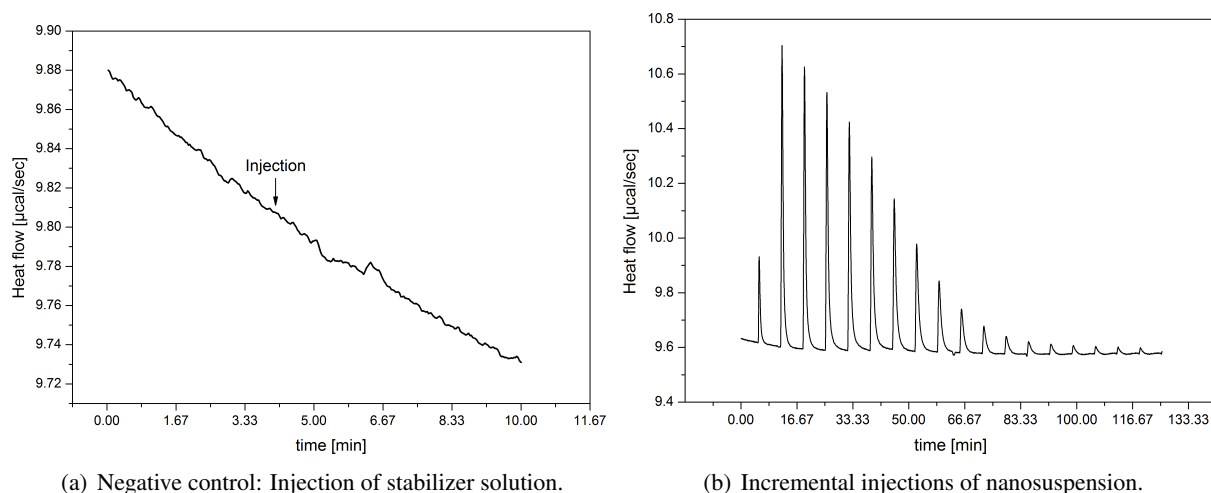 9.90
9.88
9.86
9.84
9.82
9.80
9.78
9.76
9.74
9.72
Heat flow [µcal/sec]
Injection
0.00 1.67 3.33 5.00 6.67 8.33 10.00 11.67
time [min]
(a) Negative control: Injection of stabilizer solution.
10.8
10.6
10.4
10.2
10.0
9.8
9.6
9.4
Heat flow [µcal/sec]
0.00 16.67 33.33 50.00 66.67 83.33 100.00 116.67 133.33
time [min]
(b) Incremental injections of nanosuspension.